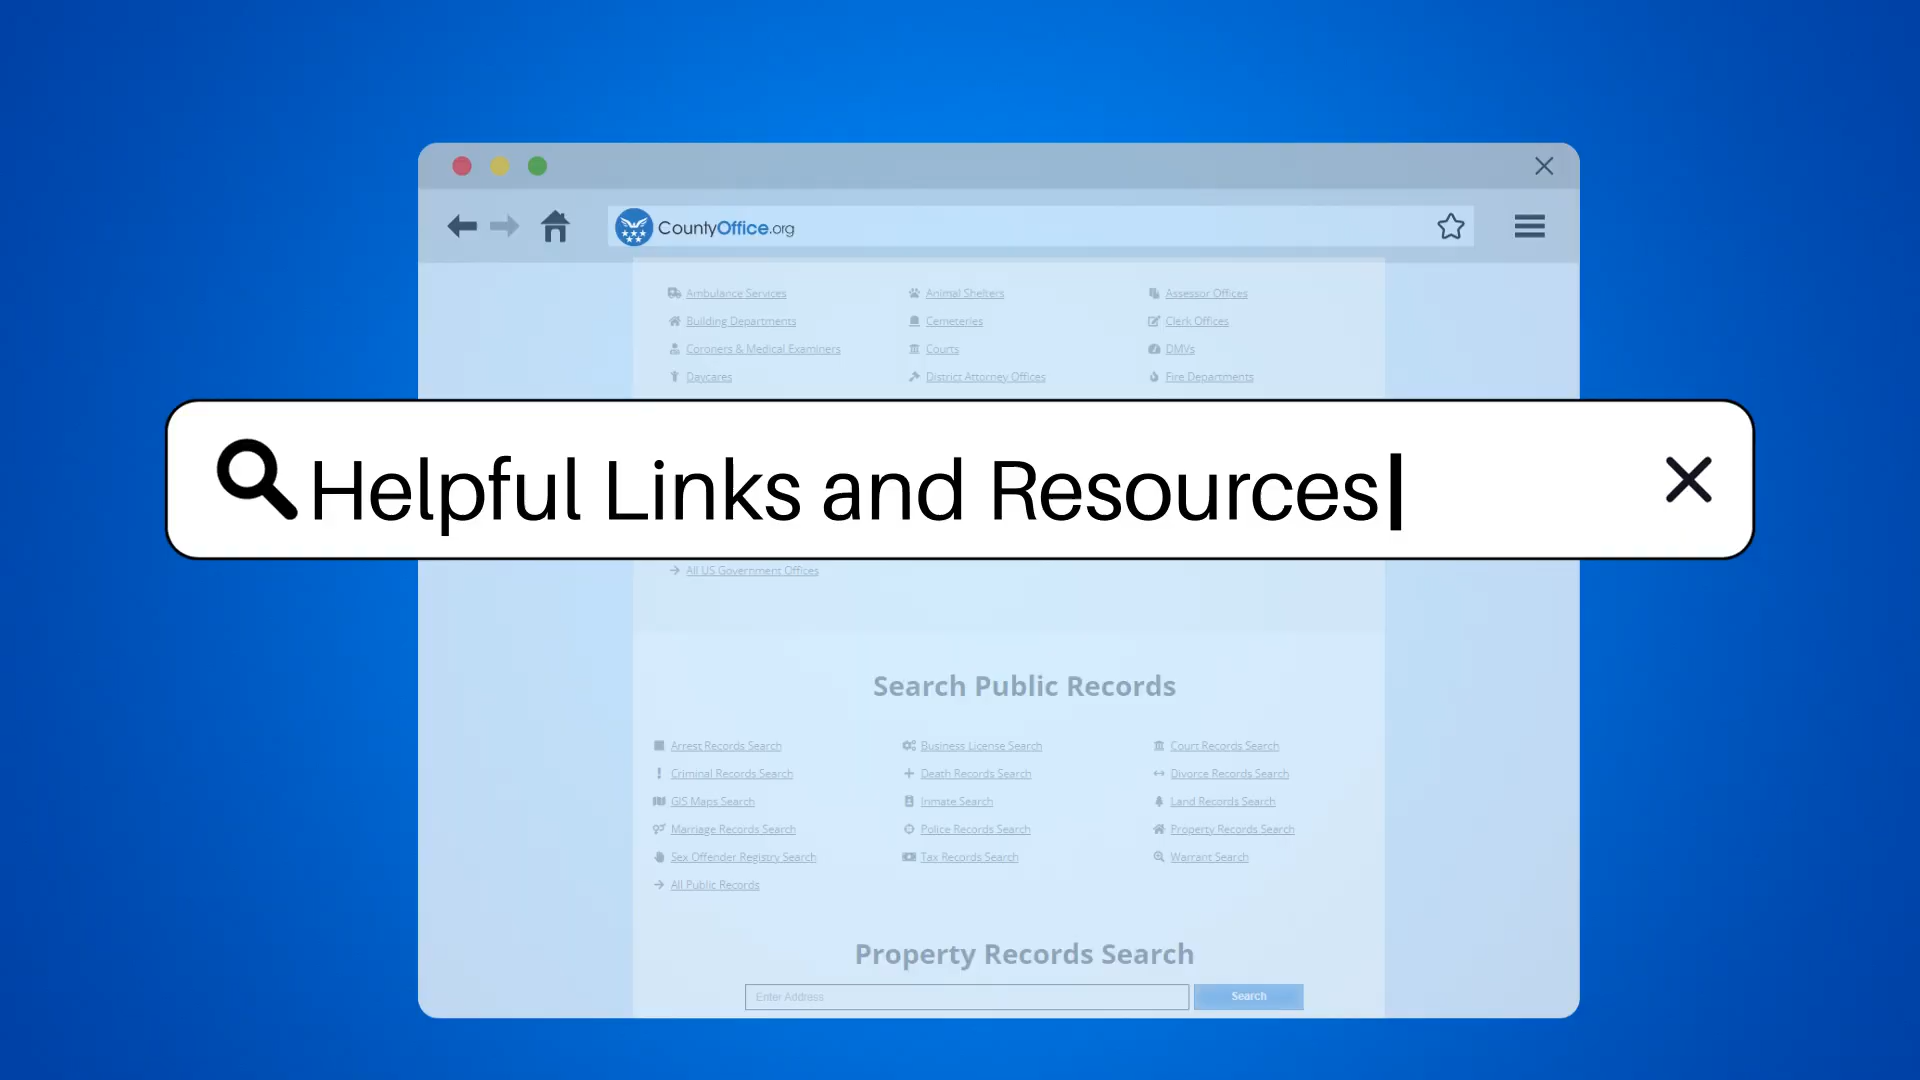 CountyOffice.org
Ambulance Services Animal Shelters Assessor Offices
Building Departments Cemeteries Clerk Offices
Coroners & Medical Examiners Courts DMVs
Daycares District Attorney Offices Fire Departments
Helpful Links and Resources
All US Government Offices
Search Public Records
Arrest Records Search Business License Search Court Records Search
Criminal Records Search Death Records Search Divorce Records Search
GIS Maps Search Inmate Search Land Records Search
Marriage Records Search Police Records Search Property Records Search
Sex Offender Registry Search Tax Records Search Warrant Search
All Public Records
Property Records Search
Enter Address Search